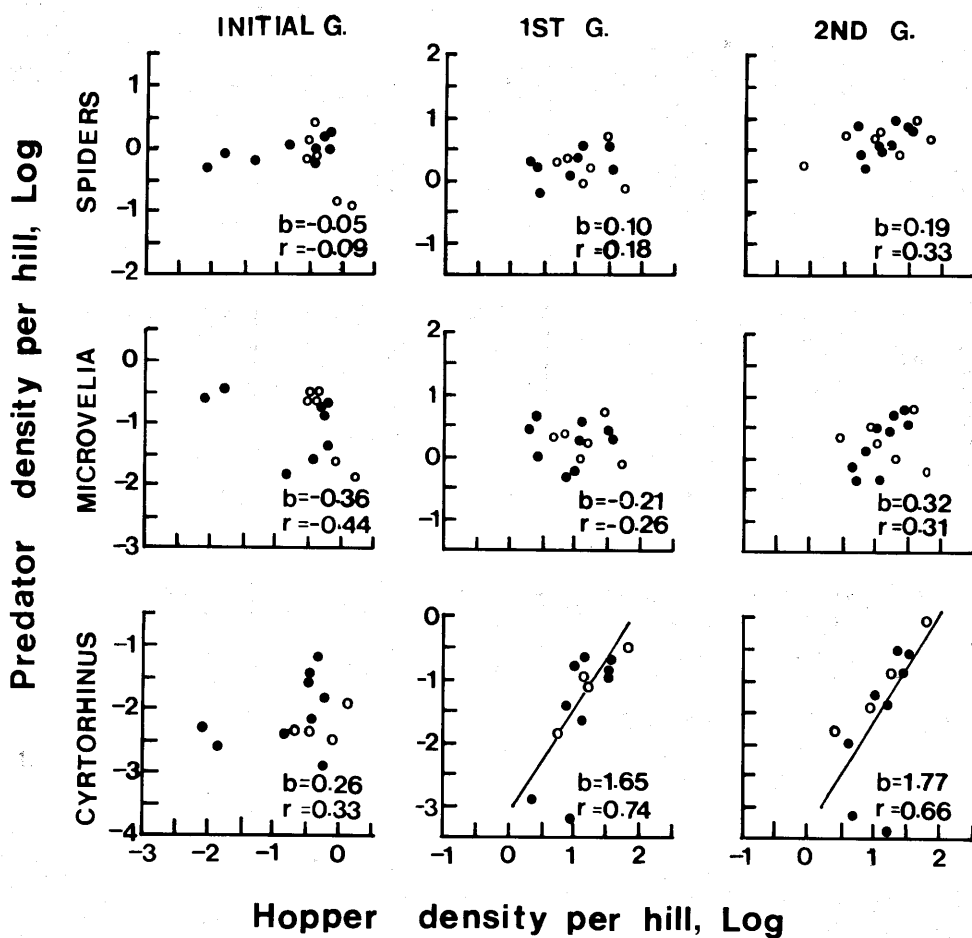 INITIAL G. 1ST G. 2ND G.
Predator density per hill, Log
SPIDERS
1
0
-1
-2
b=-0.05
r=-0.09
2
1
0
-1
b=0.10
r=0.18
b=0.19
r=0.33
MICROVELIA
0
-1
-2
-3
b=-0.36
r=-0.44
2
1
0
-1
b=-0.21
r=-0.26
b=0.32
r=0.31
CYRTORHINUS
-1
-2
-3
-4
b=0.26
r=0.33
0
-1
-2
-3
b=1.65
r=0.74
b=1.77
r=0.66
-3 -2 -1 0 -1 0 1 2 -1 0 1 2
Hopper density per hill, Log